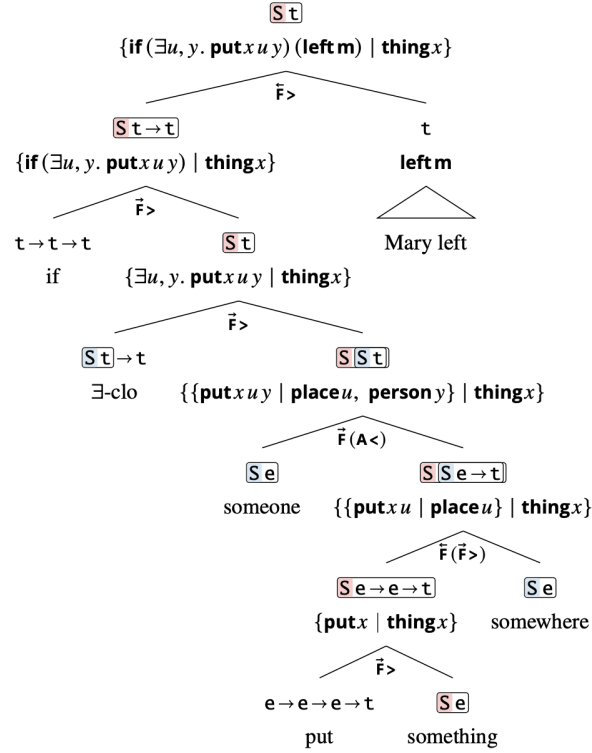 S t
{if (∃u, y. put x u y) (left m) | thing x}
F⃖ >
S t → t
t
{if (∃u, y. put x u y) | thing x}
left m
F⃗ >
t → t → t
S t
Mary left
if
{∃u, y. put x u y | thing x}
F⃗ >
S t → t
S S t
∃-clo
{{put x u y | place u, person y} | thing x}
F⃗ (A<)
S e
S S e → t
someone
{{put x u | place u} | thing x}
F⃖ (F⃗ >)
S e → e → t
S e
{put x | thing x}
somewhere
F⃗ >
e → e → e → t
S e
put
something